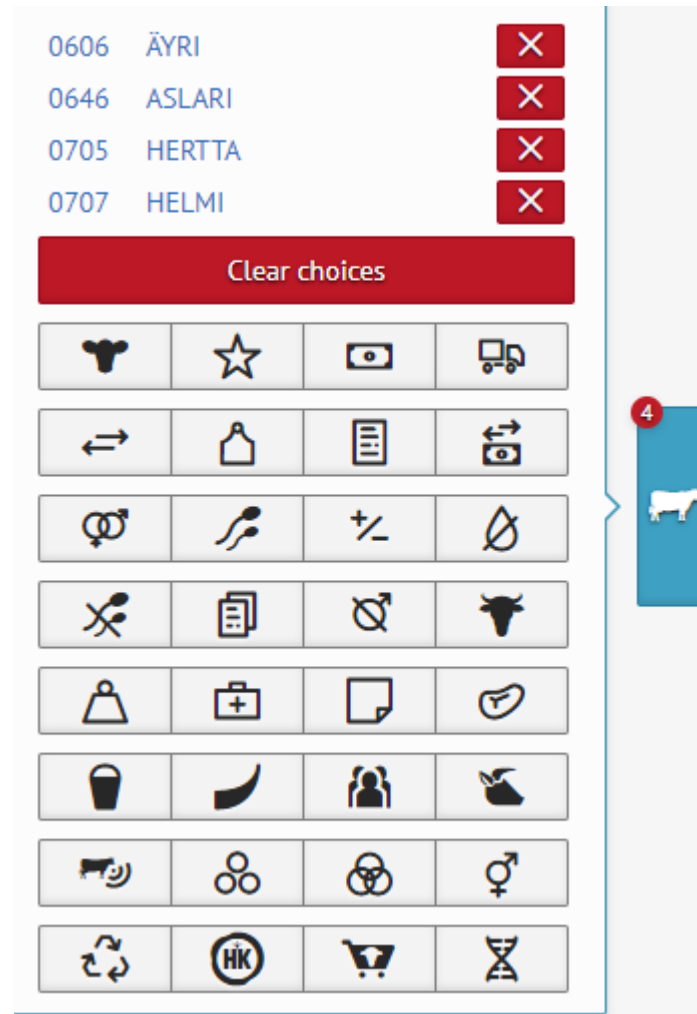 0606 ÄYRI
0646 ASLARI
0705 HERTTA
0707 HELMI
Clear choices
4
HK